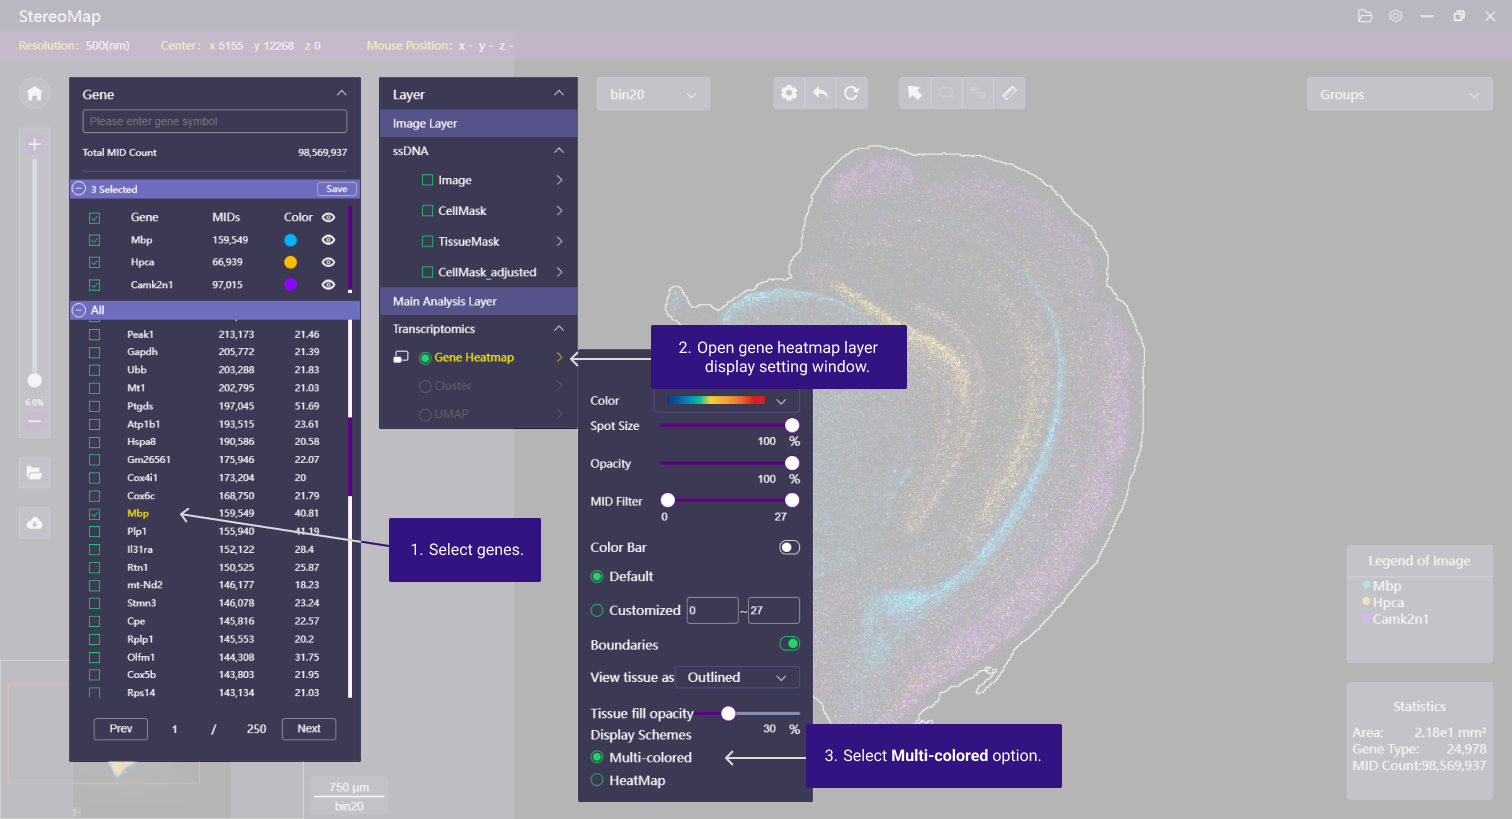 StereoMap
Resolution: 500(nm) Center: x 5155 y 12268 z 0 Mouse Position: x - y - z -
Gene
Please enter gene symbol
Total MID Count 98,569,937
3 Selected Save
Gene MIDs Color
Mbp 159,549
Hpca 66,939
Camk2n1 97,015
All
Peak1 213,173 21.46
Gapdh 205,772 21.39
Ubb 203,288 21.83
Mt1 202,795 21.03
Ptgds 197,045 51.69
Atp1b1 193,515 23.61
Hspa8 190,586 20.58
Gm26561 175,946 22.07
Cox4i1 173,204 20
Cox6c 168,750 21.79
Mbp 159,549 40.81
Plp1 155,940 41.19
Il31ra 152,122 28.4
Rtn1 150,525 25.87
mt-Nd2 146,177 18.23
Stmn3 146,078 23.24
Cpe 145,816 22.57
Rplp1 145,553 20.2
Olfm1 144,308 31.75
Cox5b 143,803 21.95
Rps14 143,134 21.03
Prev 1 / 250 Next
6.0%
Layer
Image Layer
ssDNA
Image
CellMask
TissueMask
CellMask_adjusted
Main Analysis Layer
Transcriptomics
Gene Heatmap
Cluster
UMAP
bin20
Groups
1. Select genes.
2. Open gene heatmap layer
display setting window.
Color
Spot Size
100 %
Opacity
100 %
MID Filter
0 27
Color Bar
Default
Customized 0 ~ 27
Boundaries
View tissue as Outlined
Tissue fill opacity
30 %
Display Schemes
Multi-colored
HeatMap
3. Select Multi-colored option.
Legend of Image
Mbp
Hpca
Camk2n1
Statistics
Area: 2.18e1 mm²
Gene Type: 24,978
MID Count:98,569,937
750 μm
bin20